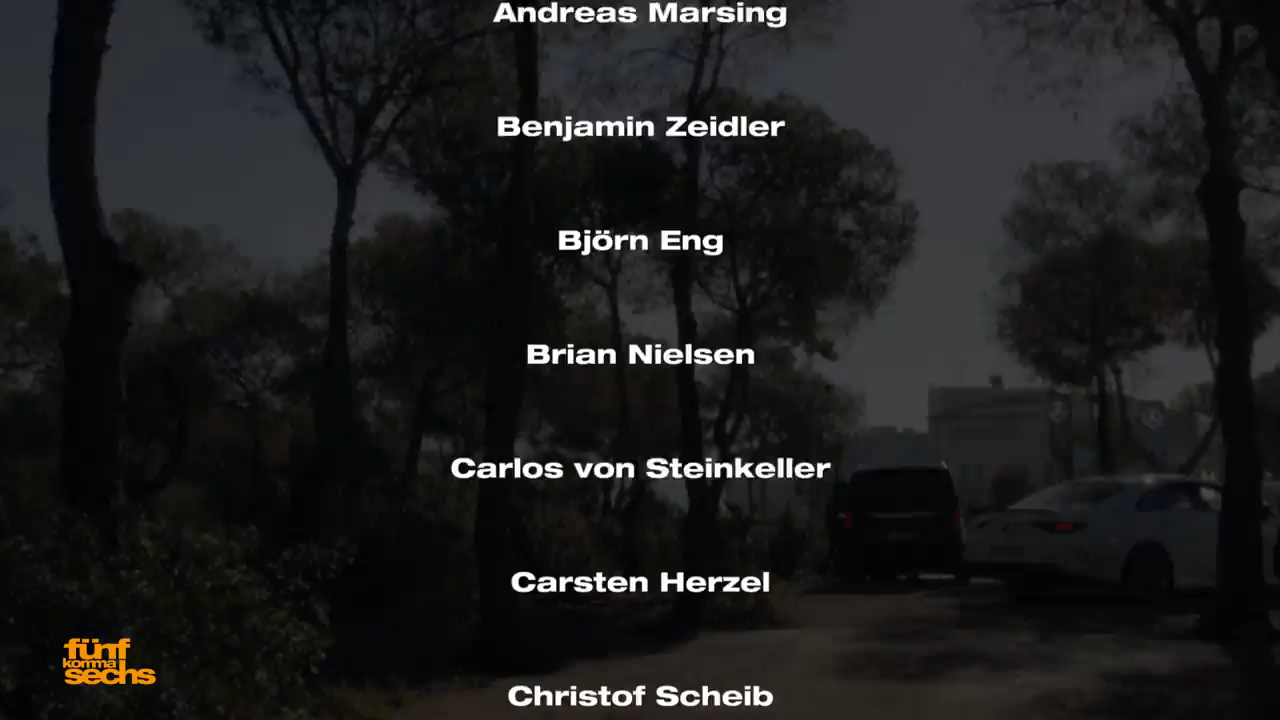 Andreas Marsing
Benjamin Zeidler
Björn Eng
Brian Nielsen
Carlos von Steinkeller
Carsten Herzel
Christof Scheib
fünf
komma
sechs